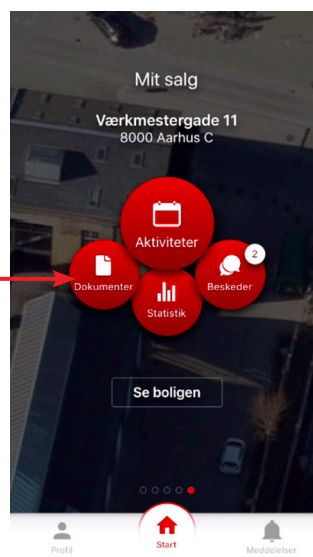 Mit salg
Værkmestergade 11
8000 Aarhus C
Aktiviteter
Dokumenter
2
Beskeder
Statistik
Se boligen
Profil
Start
Meddelelser